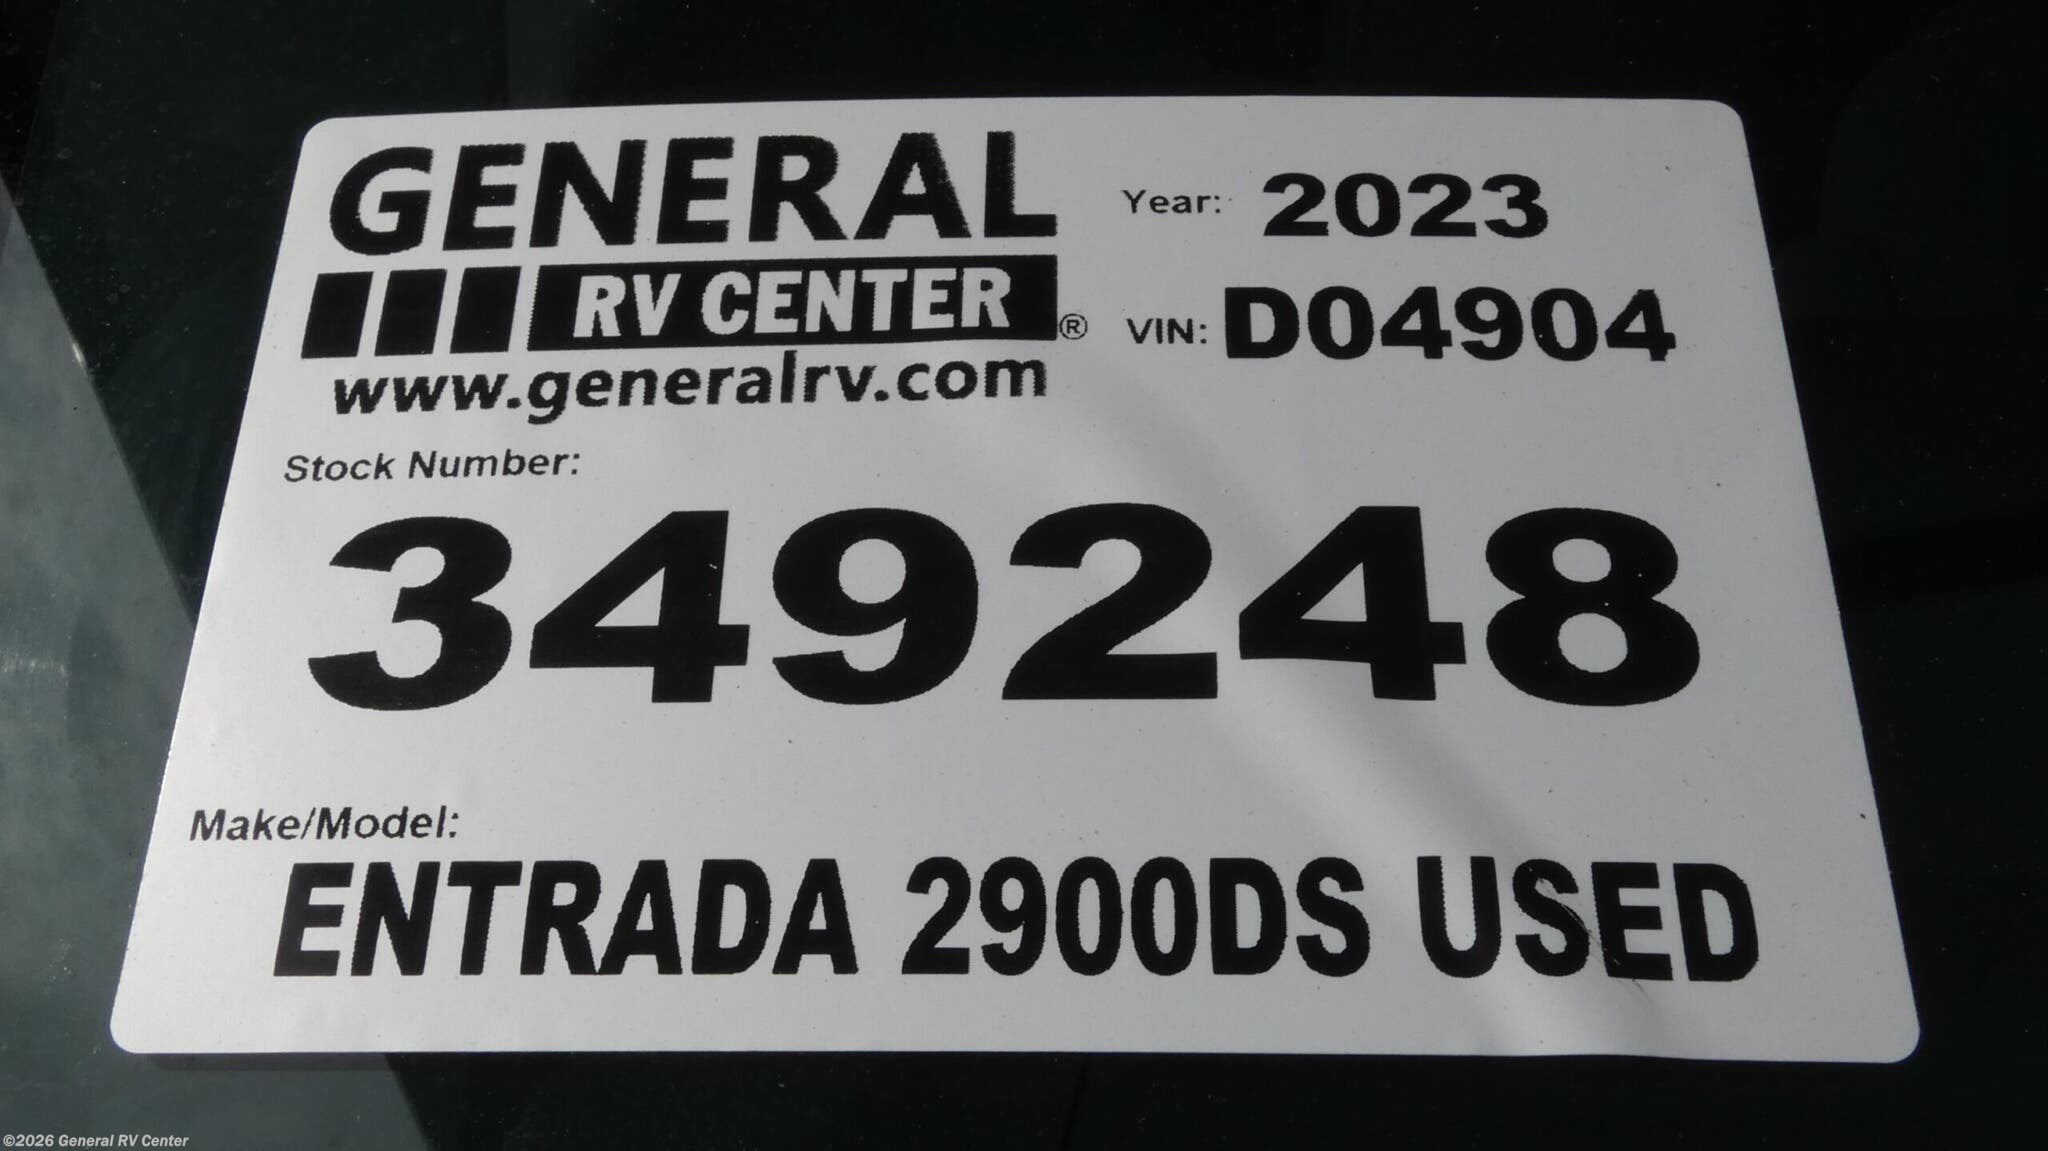 GENERAL
RV CENTER®
www.generalrv.com
Year: 2023
VIN: D04904
Stock Number:
349248
Make/Model:
ENTRADA 2900DS USED
©2026 General RV Center